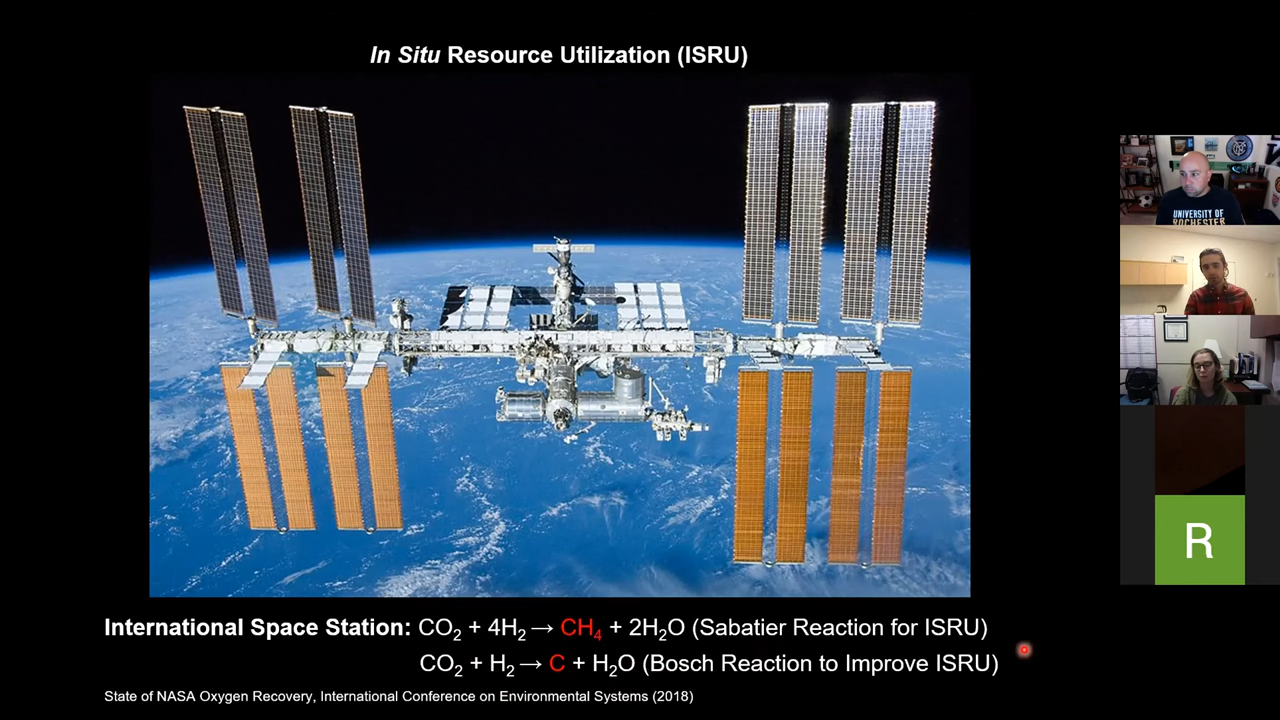 In Situ Resource Utilization (ISRU)
UNIVERSITY OF
ROCHESTER
R
International Space Station: CO₂ + 4H₂ → CH₄ + 2H₂O (Sabatier Reaction for ISRU)
CO₂ + H₂ → C + H₂O (Bosch Reaction to Improve ISRU)
State of NASA Oxygen Recovery, International Conference on Environmental Systems (2018)